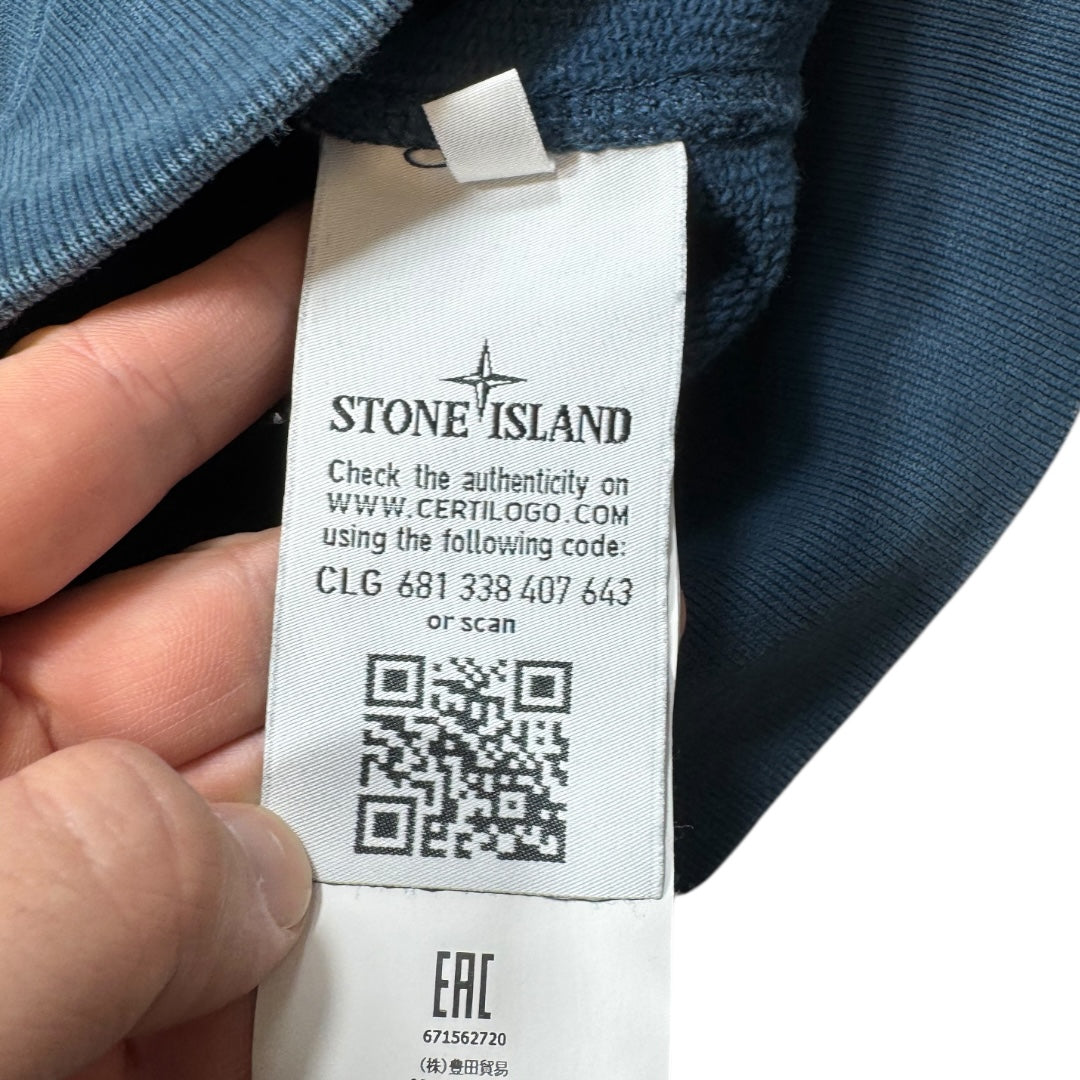 STONE ISLAND
Check the authenticity on
WWW.CERTILOGO.COM
using the following code:
CLG 681 338 407 643
or scan
EAC
671562720
(株)豊田貿易